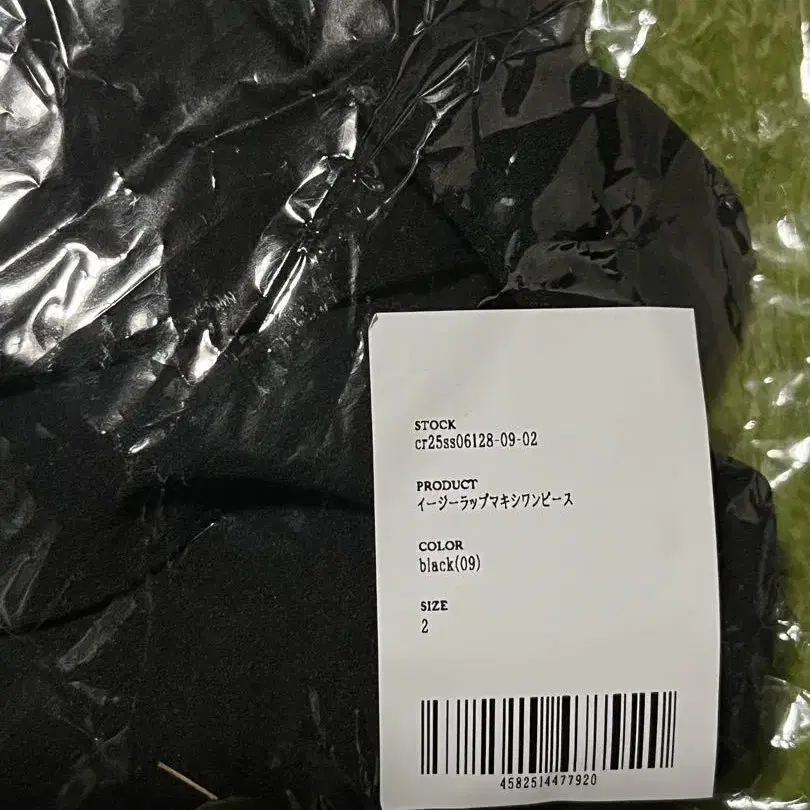 STOCK
cr25ss06128-09-02
PRODUCT
イージーラップマキシワンピース
COLOR
black(09)
SIZE
2
4582514477920